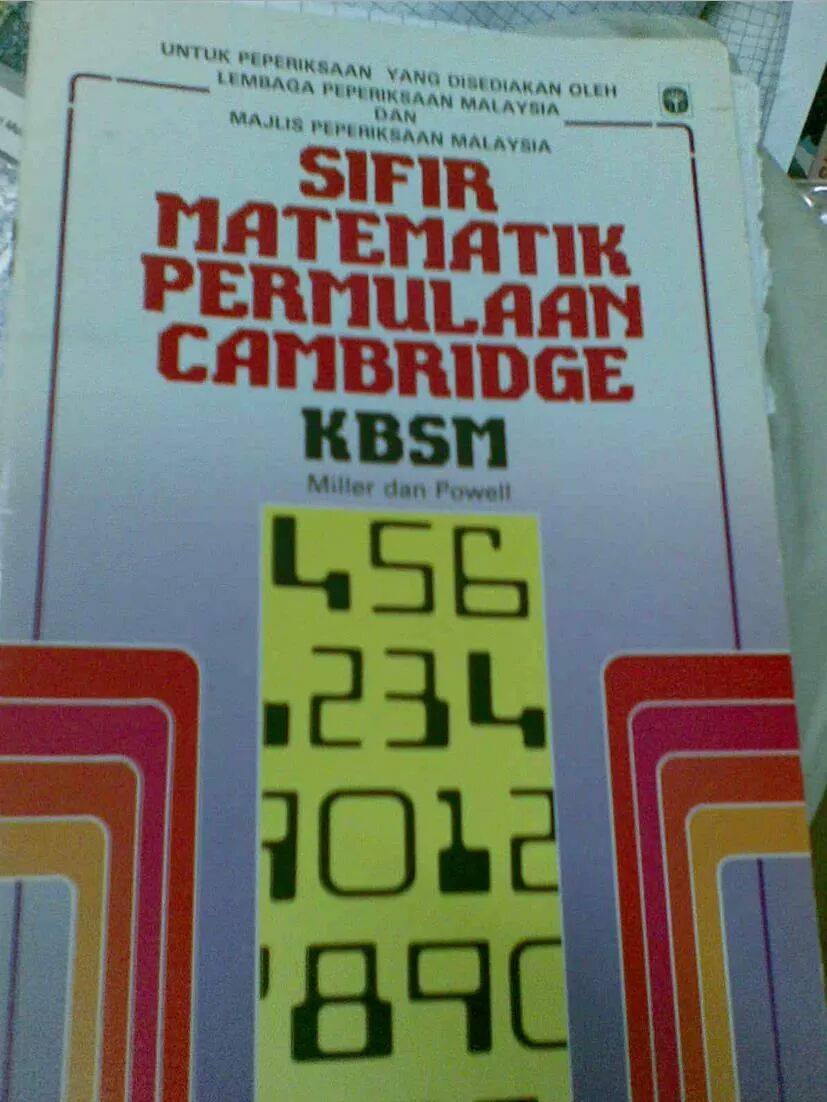 UNTUK PEPERIKSAAN YANG DISEDIAKAN OLEH
LEMBAGA PEPERIKSAAN MALAYSIA
DAN
MAJLIS PEPERIKSAAN MALAYSIA
SIFIR
MATEMATIK
PERMULAAN
CAMBRIDGE
KBSM
Miller dan Powell
456
234
9012
890